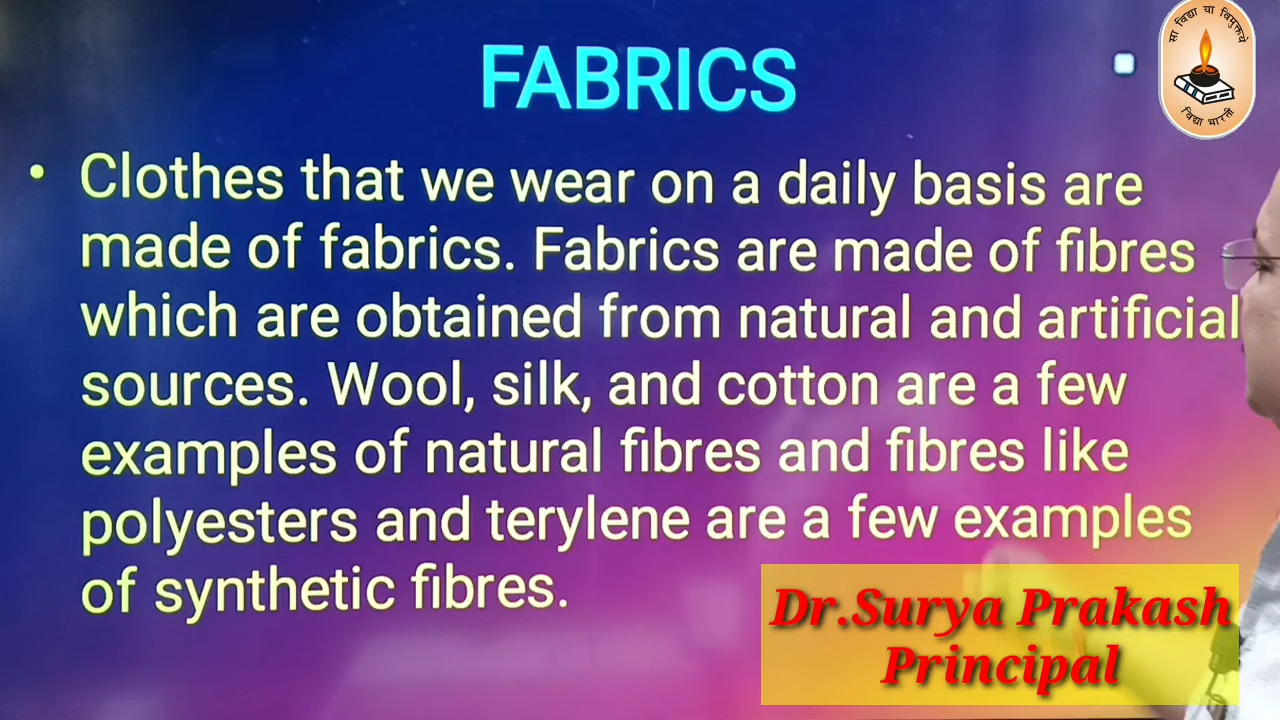 सा विद्या या विमुक्तये
विद्या भारती
FABRICS
• Clothes that we wear on a daily basis are
made of fabrics. Fabrics are made of fibres
which are obtained from natural and artificial
sources. Wool, silk, and cotton are a few
examples of natural fibres and fibres like
polyesters and terylene are a few examples
of synthetic fibres.
Dr.Surya Prakash
Principal